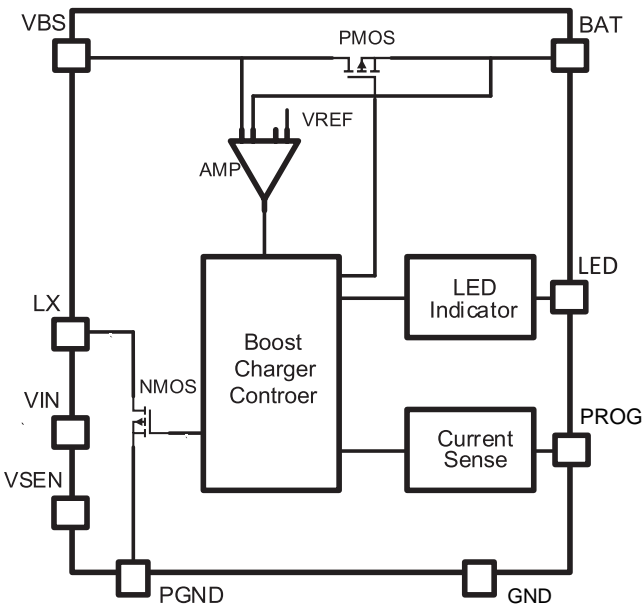 VBS
PMOS
BAT
VREF
AMP
LED
LED
Indicator
LX
Boost
Charger
Controer
NMOS
VIN
PROG
Current
Sense
VSEN
PGND
GND